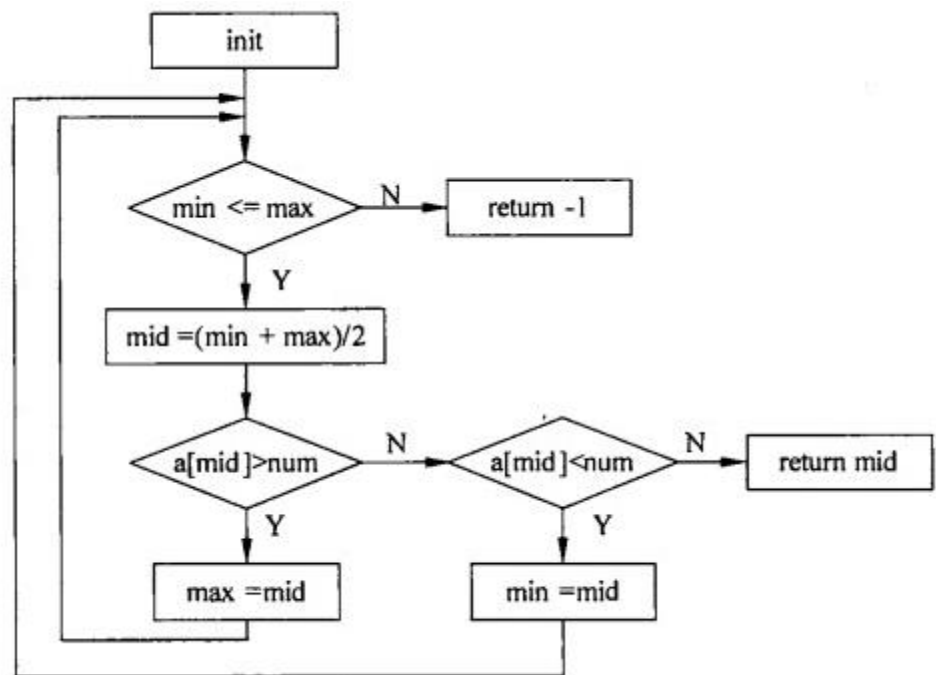 init
min <= max
N
return -1
Y
mid =(min + max)/2
a[mid]>num
N
a[mid]<num
N
return mid
Y
Y
max =mid
min =mid